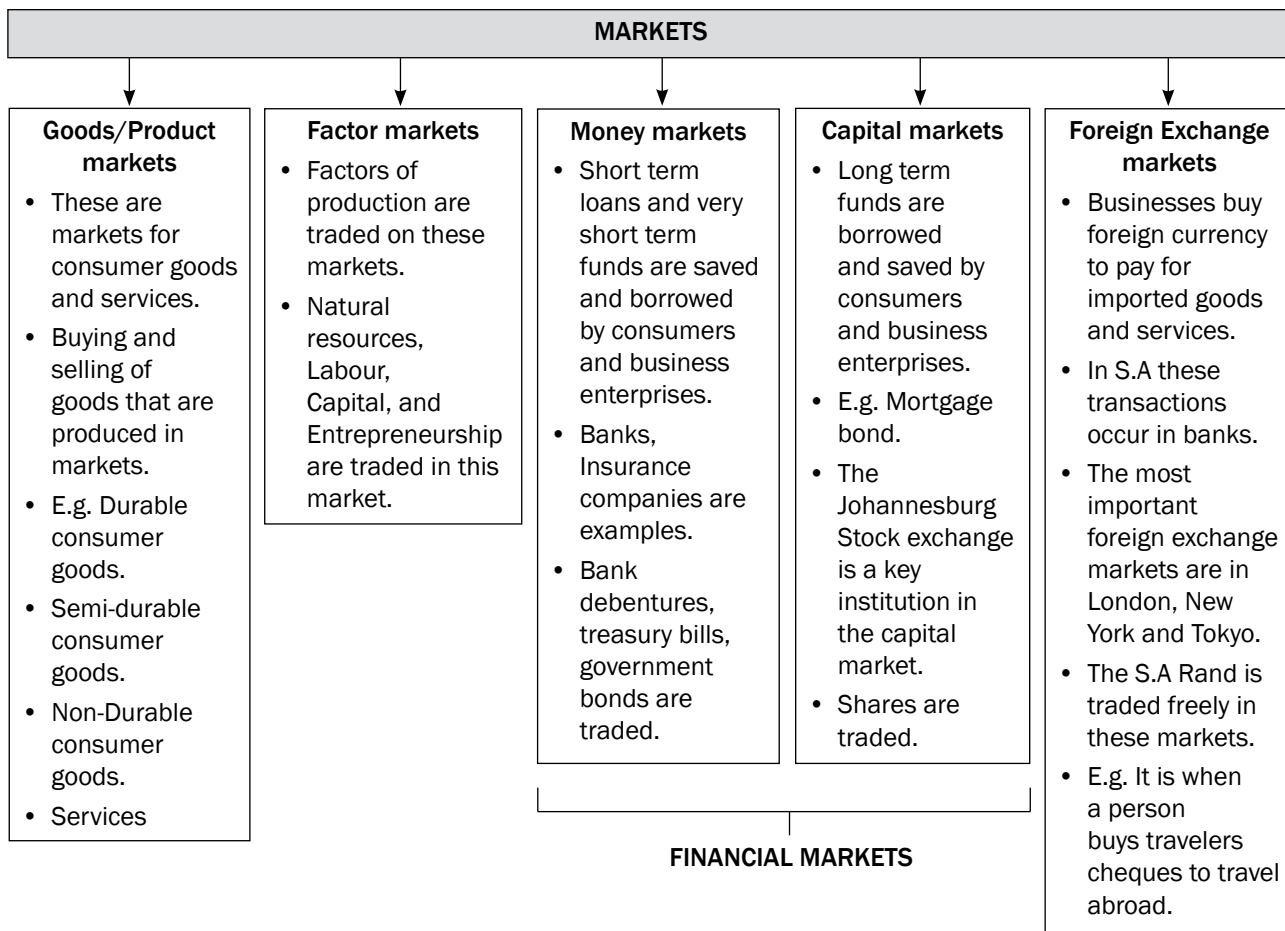 MARKETS
Goods/Product
markets
• These are
markets for
consumer goods
and services.
• Buying and
selling of
goods that are
produced in
markets.
• E.g. Durable
consumer
goods.
• Semi-durable
consumer
goods.
• Non-Durable
consumer
goods.
• Services
Factor markets
• Factors of
production are
traded on these
markets.
• Natural
resources,
Labour,
Capital, and
Entrepreneurship
are traded in this
market.
Money markets
• Short term
loans and very
short term
funds are saved
and borrowed
by consumers
and business
enterprises.
• Banks,
Insurance
companies are
examples.
• Bank
debentures,
treasury bills,
government
bonds are
traded.
Capital markets
• Long term
funds are
borrowed
and saved by
consumers
and business
enterprises.
• E.g. Mortgage
bond.
• The
Johannesburg
Stock exchange
is a key
institution in
the capital
market.
• Shares are
traded.
FINANCIAL MARKETS
Foreign Exchange
markets
• Businesses buy
foreign currency
to pay for
imported goods
and services.
• In S.A these
transactions
occur in banks.
• The most
important
foreign exchange
markets are in
London, New
York and Tokyo.
• The S.A Rand is
traded freely in
these markets.
• E.g. It is when
a person
buys travelers
cheques to travel
abroad.